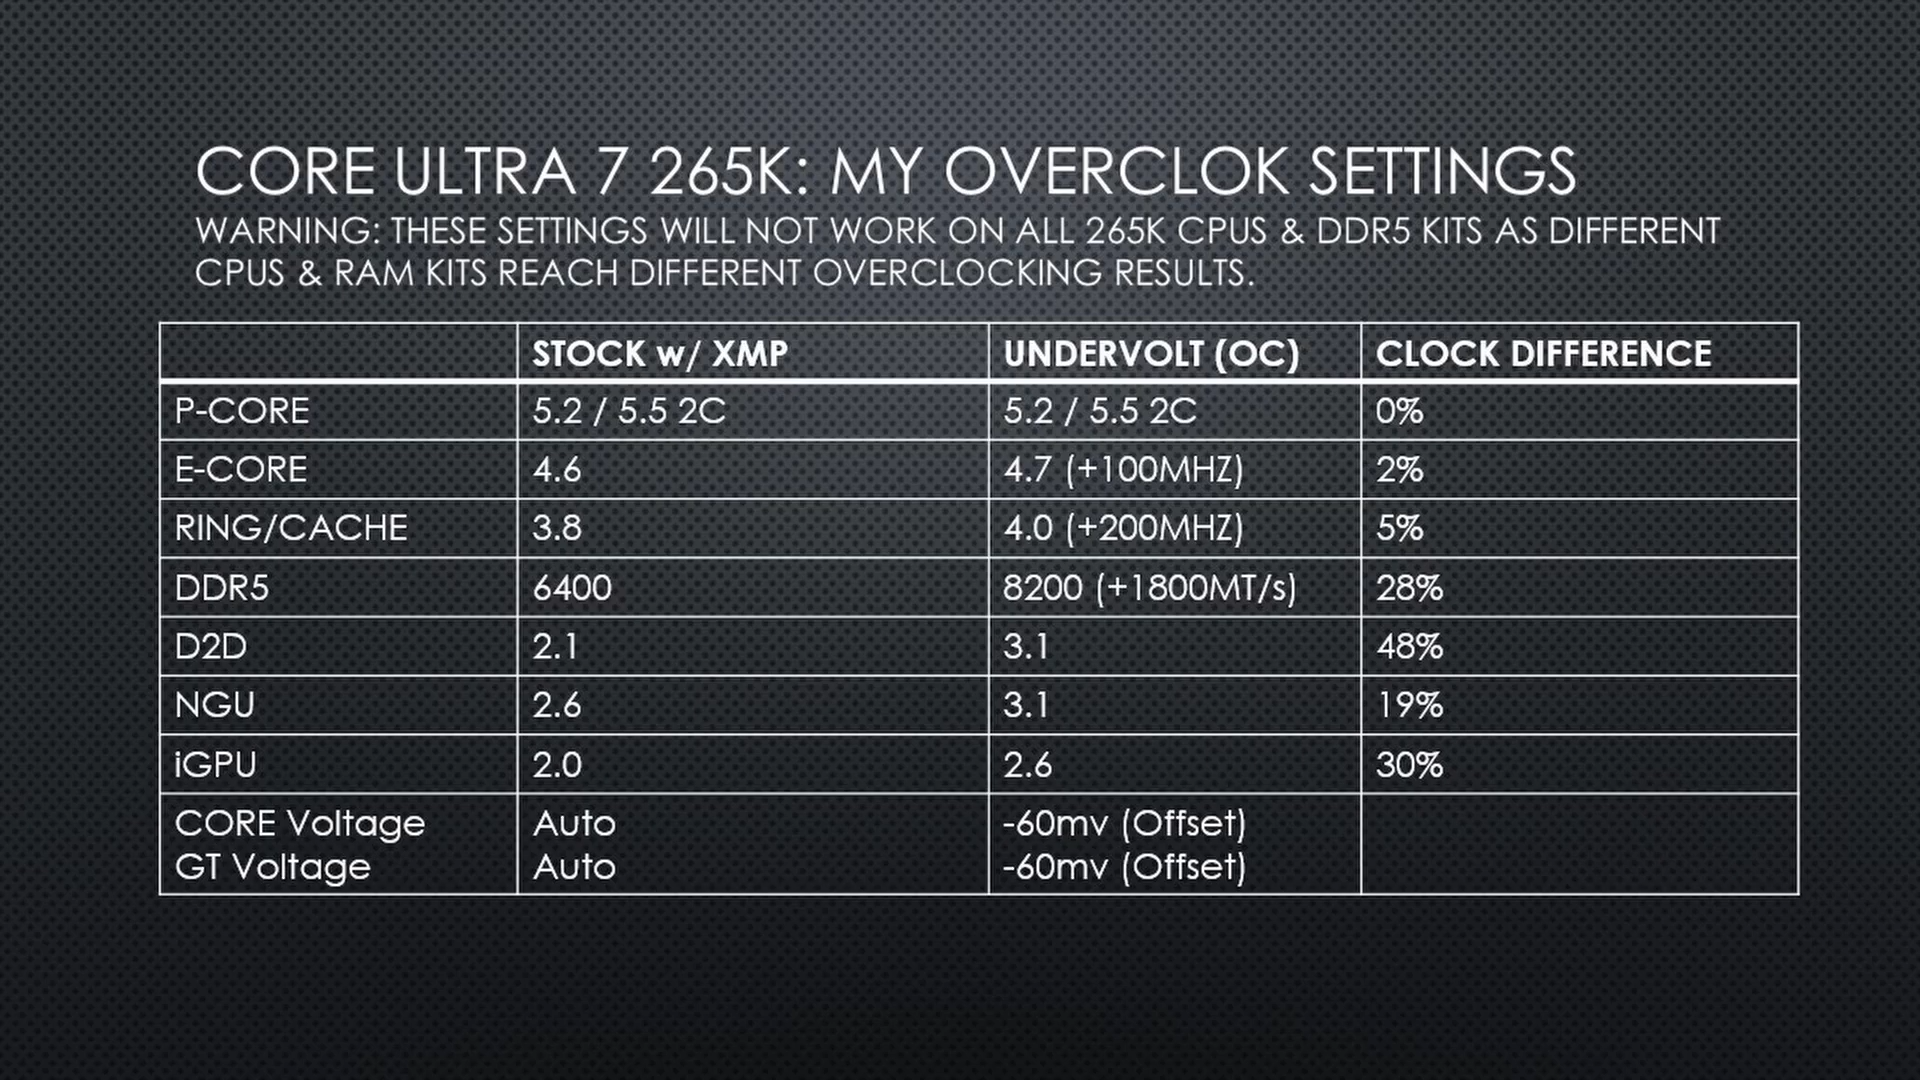 CORE ULTRA 7 265K: MY OVERCLOK SETTINGS
WARNING: THESE SETTINGS WILL NOT WORK ON ALL 265K CPUS & DDR5 KITS AS DIFFERENT
CPUS & RAM KITS REACH DIFFERENT OVERCLOCKING RESULTS.
STOCK w/ XMP UNDERVOLT (OC) CLOCK DIFFERENCE
P-CORE 5.2 / 5.5 2C 5.2 / 5.5 2C 0%
E-CORE 4.6 4.7 (+100MHZ) 2%
RING/CACHE 3.8 4.0 (+200MHZ) 5%
DDR5 6400 8200 (+1800MT/s) 28%
D2D 2.1 3.1 48%
NGU 2.6 3.1 19%
iGPU 2.0 2.6 30%
CORE Voltage Auto -60mv (Offset)
GT Voltage Auto -60mv (Offset)